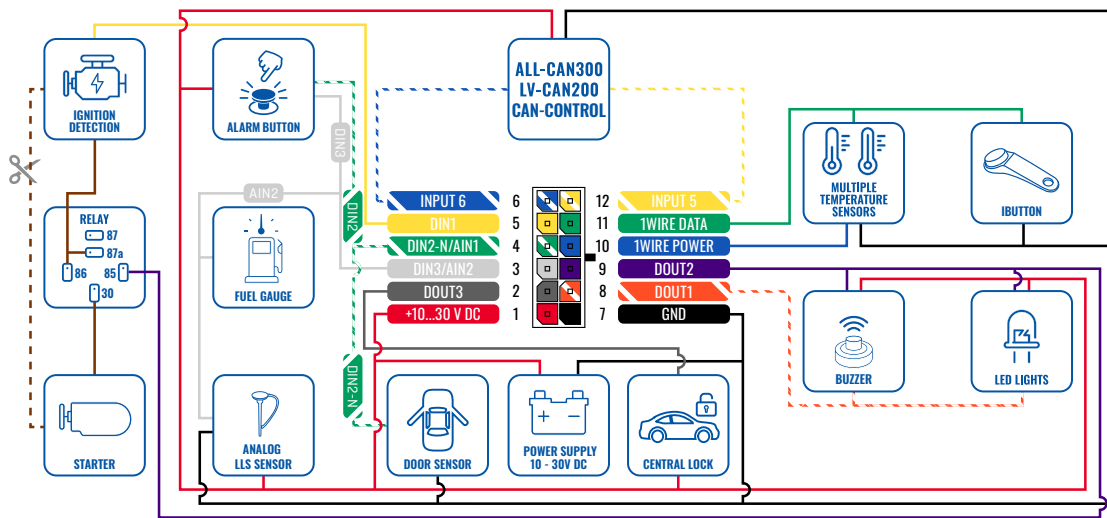 IGNITION
DETECTION
ALARM BUTTON
ALL-CAN300
LV-CAN200
CAN-CONTROL
MULTIPLE
TEMPERATURE
SENSORS
IBUTTON
DIN3
AIN2
DIN2
DIN2-N
RELAY
87
87a
86
85
30
FUEL GAUGE
INPUT 6
6
12
INPUT 5
DIN1
5
11
1WIRE DATA
DIN2-N/AIN1
4
10
1WIRE POWER
DIN3/AIN2
3
9
DOUT2
DOUT3
2
8
DOUT1
+10...30 V DC
1
7
GND
BUZZER
LED LIGHTS
STARTER
ANALOG
LLS SENSOR
DOOR SENSOR
POWER SUPPLY
10 - 30V DC
CENTRAL LOCK